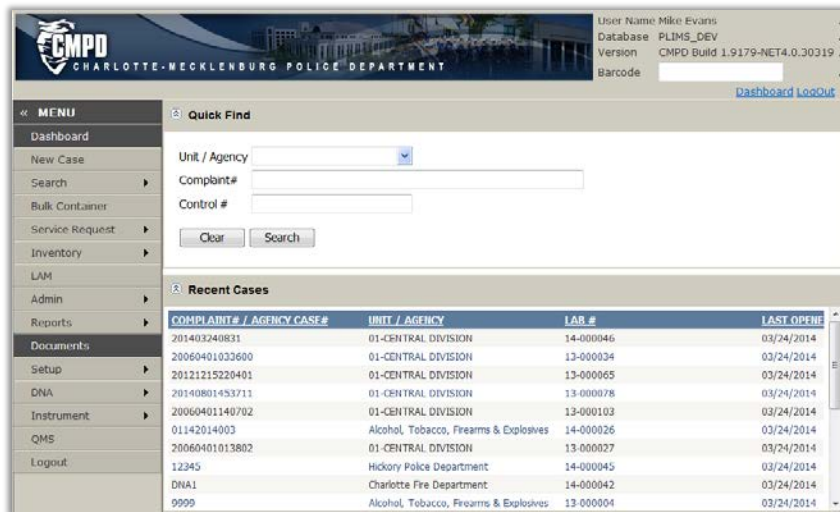 CMPD
CHARLOTTE-MECKLENBURG POLICE DEPARTMENT
User Name Mike Evans
Database PLIMS_DEV
Version CMPD Build 1.9179-NET4.0.30319
Barcode
Dashboard LogOut
« MENU
Dashboard
New Case
Search
Bulk Container
Service Request
Inventory
LAM
Admin
Reports
Documents
Setup
DNA
Instrument
QMS
Logout
Quick Find
Unit / Agency
Complaint#
Control #
Clear Search
Recent Cases
COMPLAINT# / AGENCY CASE# UNIT / AGENCY LAB # LAST OPENE
201403240831 01-CENTRAL DIVISION 14-000046 03/24/2014
20060401033600 01-CENTRAL DIVISION 13-000034 03/24/2014
20121215220401 01-CENTRAL DIVISION 13-000065 03/24/2014
20140801453711 01-CENTRAL DIVISION 13-000078 03/24/2014
20060401140702 01-CENTRAL DIVISION 13-000103 03/24/2014
01142014003 Alcohol, Tobacco, Firearms & Explosives 14-000026 03/24/2014
20060401013802 01-CENTRAL DIVISION 13-000027 03/24/2014
12345 Hickory Police Department 14-000045 03/24/2014
DNA1 Charlotte Fire Department 14-000042 03/24/2014
9999 Alcohol, Tobacco, Firearms & Explosives 13-000004 03/24/2014